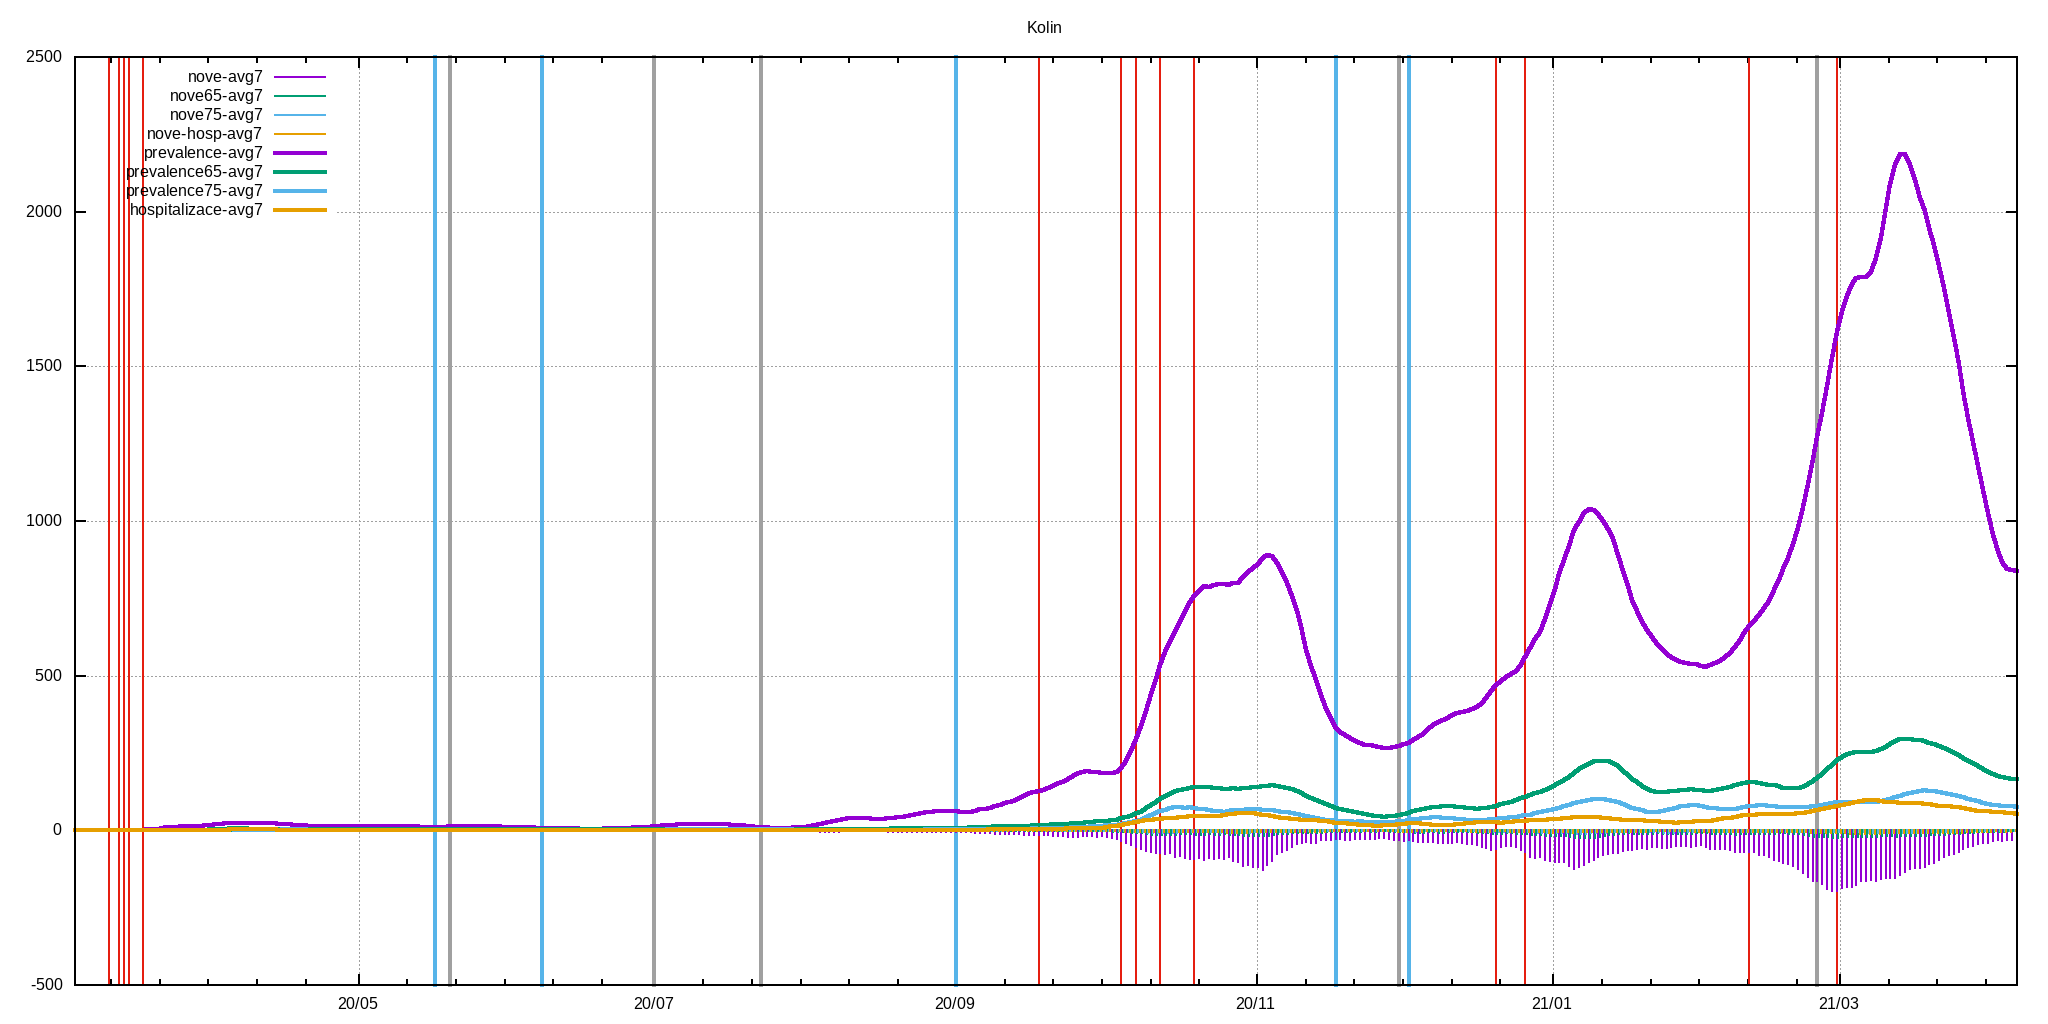 Kolin
2500
nove-avg7
nove65-avg7
nove75-avg7
nove-hosp-avg7
prevalence-avg7
prevalence65-avg7
prevalence75-avg7
hospitalizace-avg7
2000
1500
1000
500
0
-500
20/05 20/07 20/09 20/11 21/01 21/03